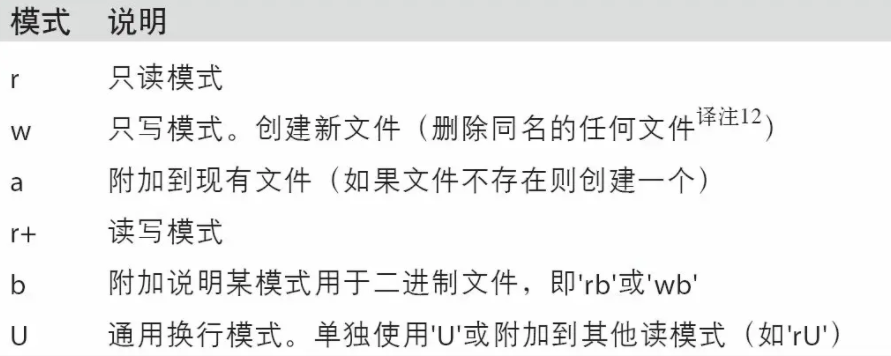 模式 说明
r 只读模式
w 只写模式。创建新文件（删除同名的任何文件译注12）
a 附加到现有文件（如果文件不存在则创建一个）
r+ 读写模式
b 附加说明某模式用于二进制文件，即'rb'或'wb'
U 通用换行模式。单独使用'U'或附加到其他读模式（如'rU'）